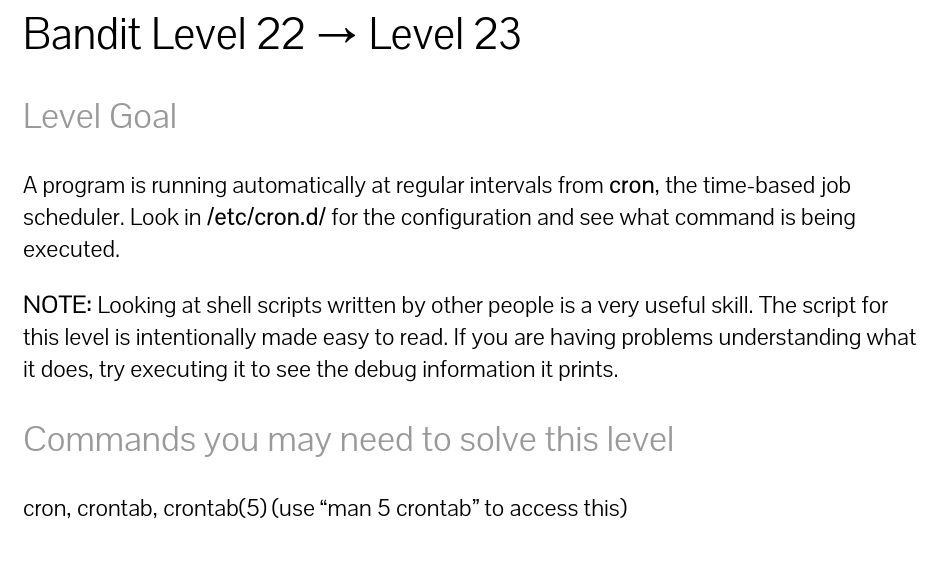 Bandit Level 22 → Level 23
Level Goal
A program is running automatically at regular intervals from cron, the time-based job
scheduler. Look in /etc/cron.d/ for the configuration and see what command is being
executed.
NOTE: Looking at shell scripts written by other people is a very useful skill. The script for
this level is intentionally made easy to read. If you are having problems understanding what
it does, try executing it to see the debug information it prints.
Commands you may need to solve this level
cron, crontab, crontab(5) (use “man 5 crontab” to access this)